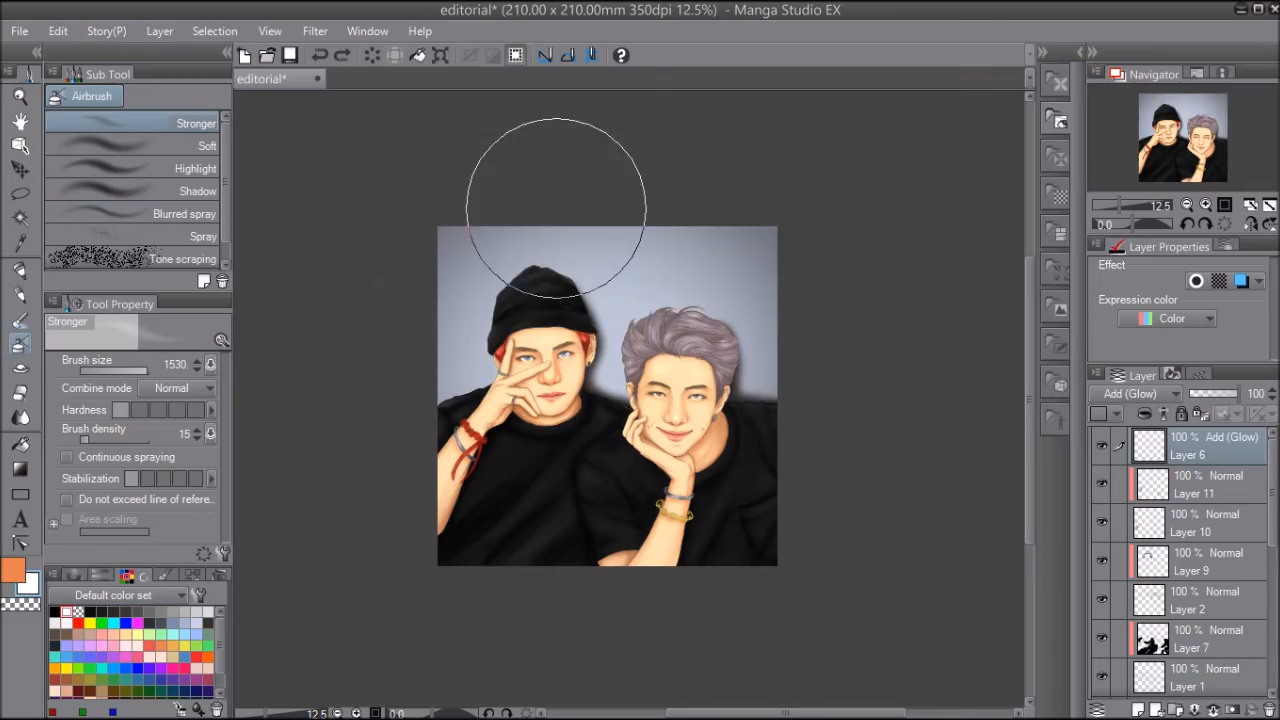 editorial* (210.00 x 210.00mm 350dpi 12.5%) - Manga Studio EX
File Edit Story(P) Layer Selection View Filter Window Help
editorial*
Sub Tool
Airbrush
Stronger
Soft
Highlight
Shadow
Blurred spray
Spray
Tone scraping
Tool Property
Stronger
Brush size 1530.
Combine mode Normal
Hardness
Brush density 15
Continuous spraying
Stabilization
Do not exceed line of refere...
Area scaling
Default color set
12.5 0.0
Navigator
12.5
0.0
Layer Properties
Effect
Expression color
Color
Layer
Add (Glow) 100
100 % Add (Glow)
Layer 6
100 % Normal
Layer 11
100 % Normal
Layer 10
100 % Normal
Layer 9
100 % Normal
Layer 2
100 % Normal
Layer 7
100 % Normal
Layer 1